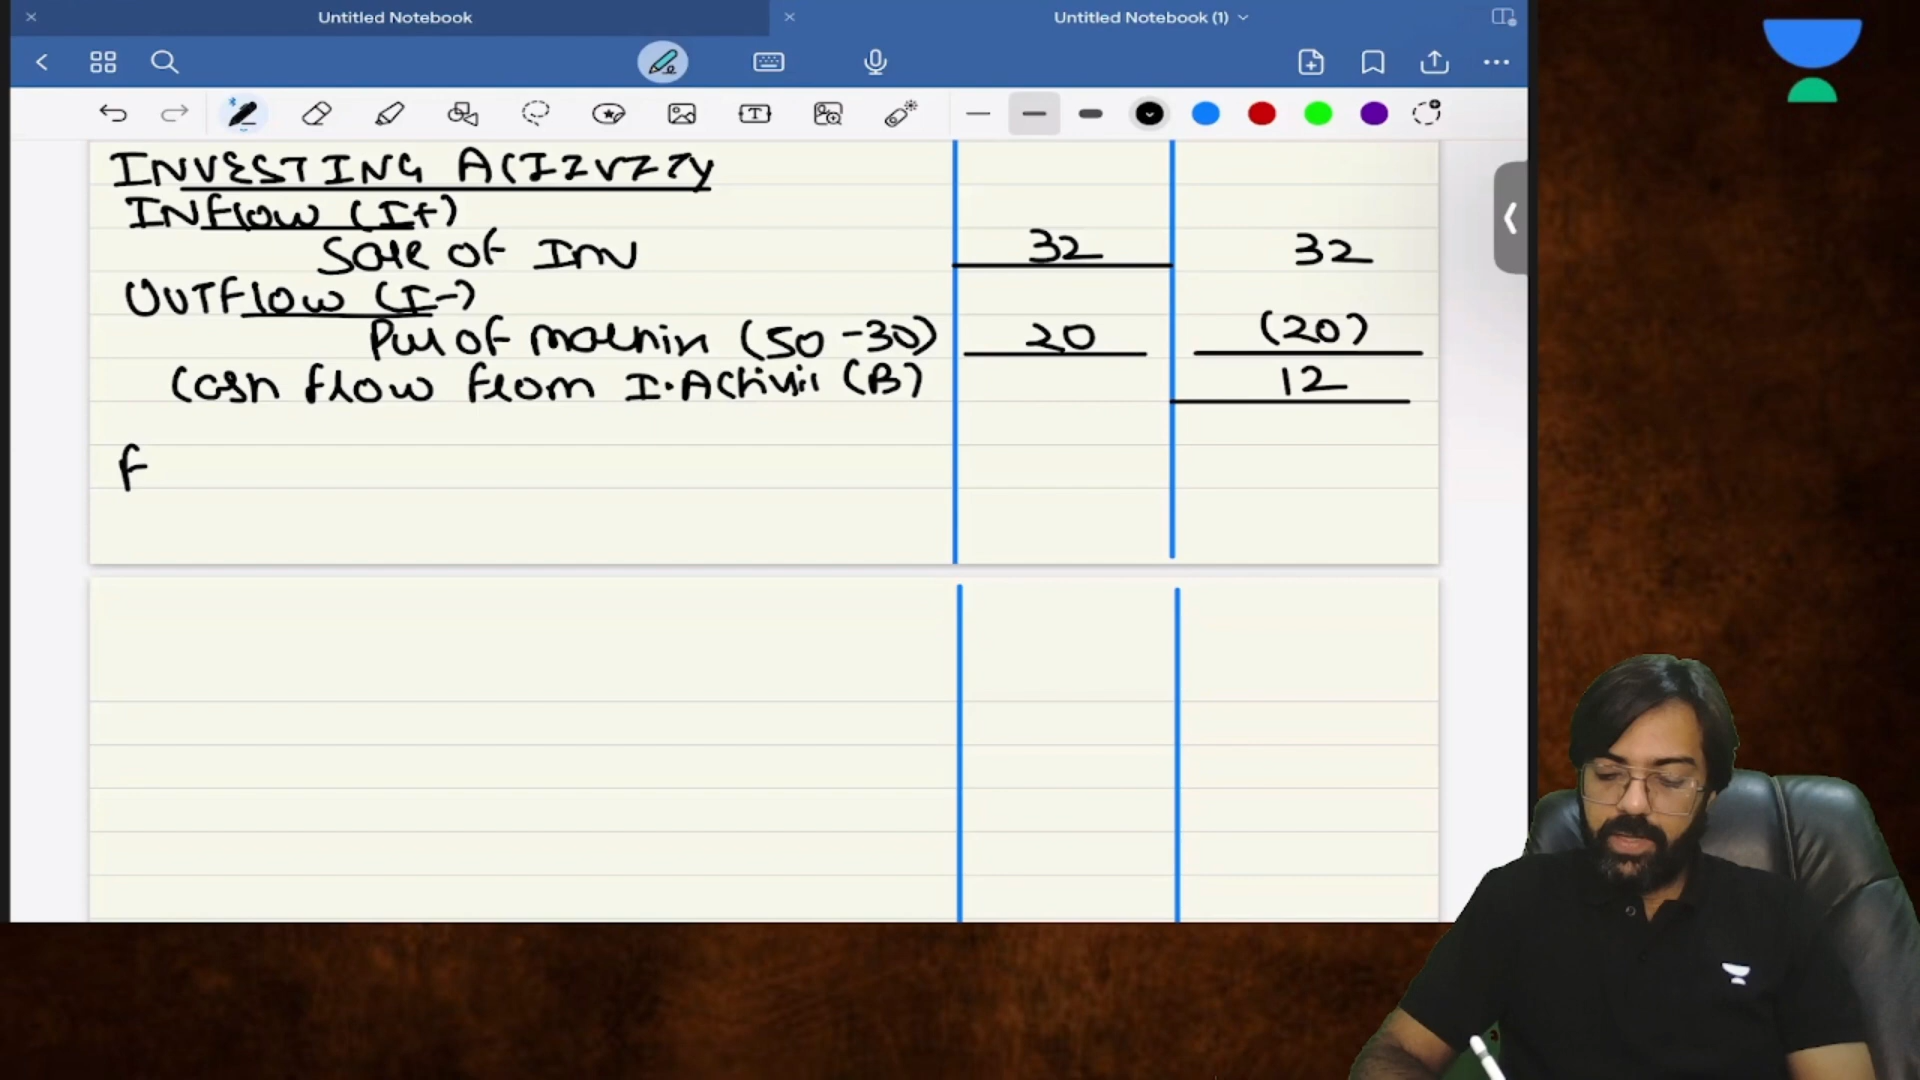 Untitled Notebook
Untitled Notebook (1)
INVESTING ACTIVITY
INflow (I+)
Sale of Inv 32 32
OUTflow (I-)
Pur of machin (50 -30) 20 (20)
Cash flow from I. Activit (B) 12
F